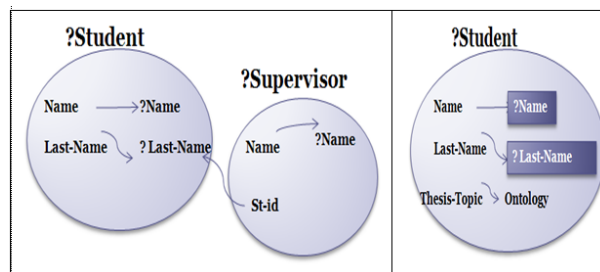 ?Student
Name ?Name
Last-Name ? Last-Name
?Supervisor
Name ?Name
St-id
?Student
Name ?Name
Last-Name ? Last-Name
Thesis-Topic Ontology